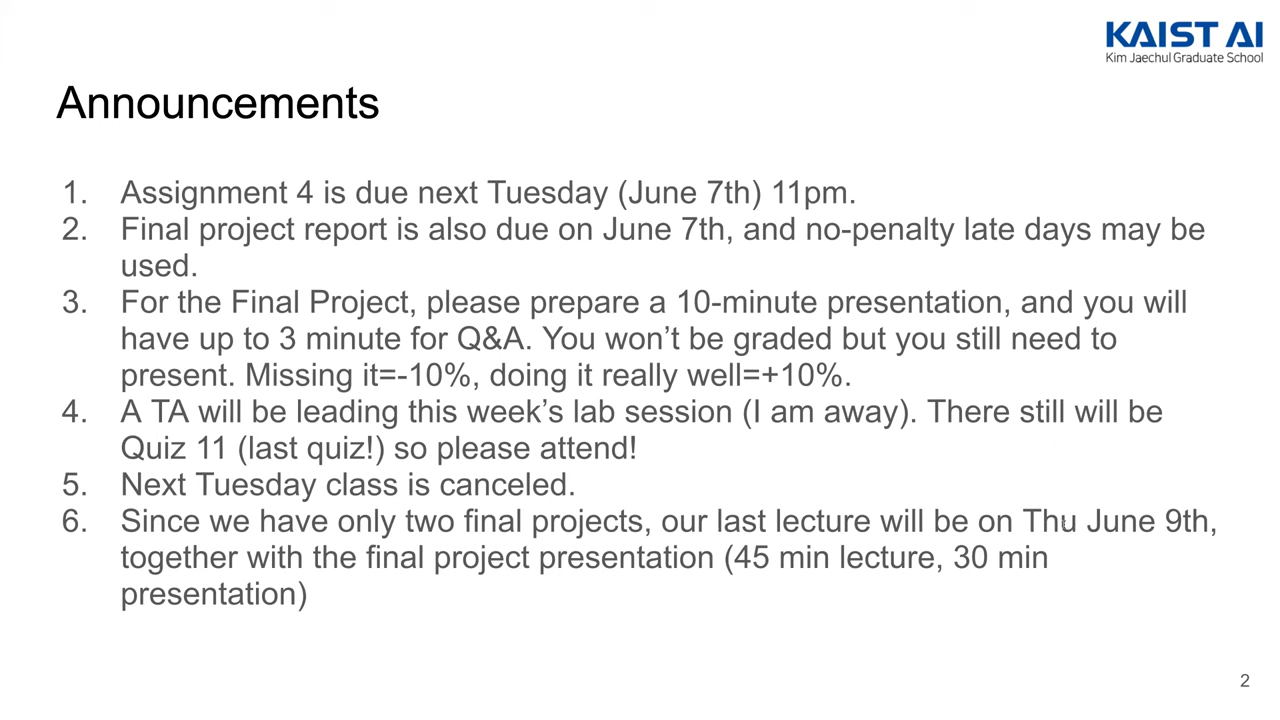 KAIST AI
Kim Jaechul Graduate School
Announcements
1. Assignment 4 is due next Tuesday (June 7th) 11pm.
2. Final project report is also due on June 7th, and no-penalty late days may be
used.
3. For the Final Project, please prepare a 10-minute presentation, and you will
have up to 3 minute for Q&A. You won’t be graded but you still need to
present. Missing it=-10%, doing it really well=+10%.
4. A TA will be leading this week’s lab session (I am away). There still will be
Quiz 11 (last quiz!) so please attend!
5. Next Tuesday class is canceled.
6. Since we have only two final projects, our last lecture will be on Thu June 9th,
together with the final project presentation (45 min lecture, 30 min
presentation)
2